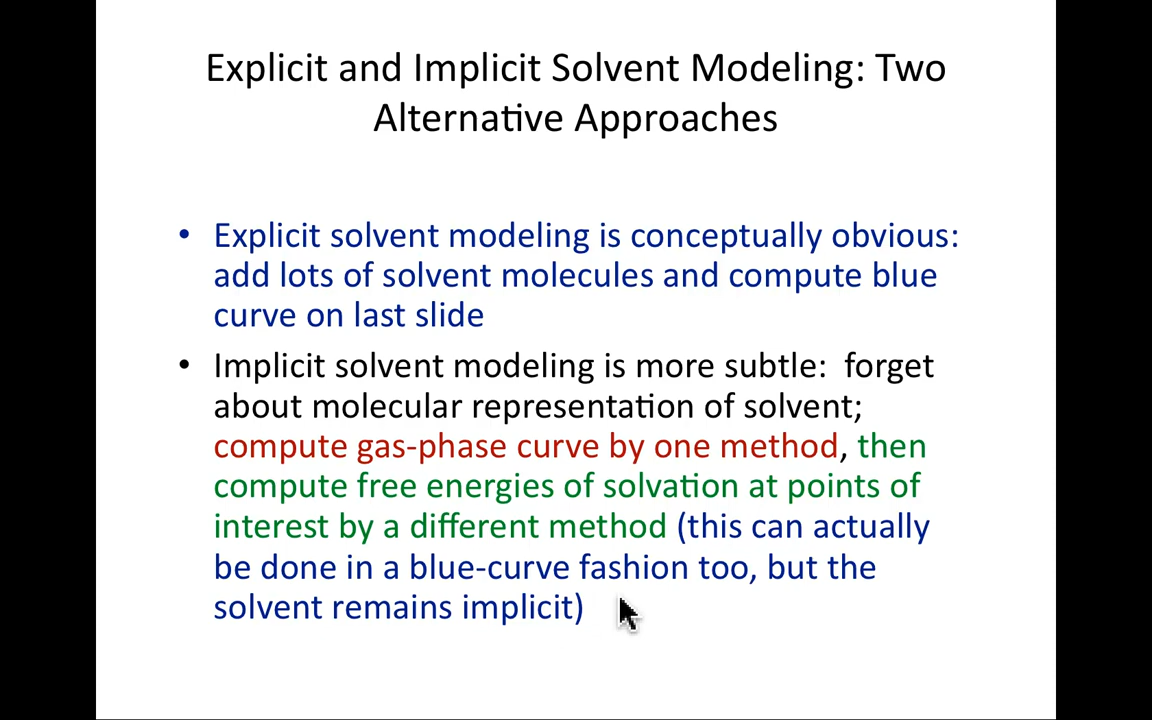 Explicit and Implicit Solvent Modeling: Two
Alternative Approaches
• Explicit solvent modeling is conceptually obvious:
add lots of solvent molecules and compute blue
curve on last slide
• Implicit solvent modeling is more subtle:  forget
about molecular representation of solvent;
compute gas-phase curve by one method, then
compute free energies of solvation at points of
interest by a different method (this can actually
be done in a blue-curve fashion too, but the
solvent remains implicit)